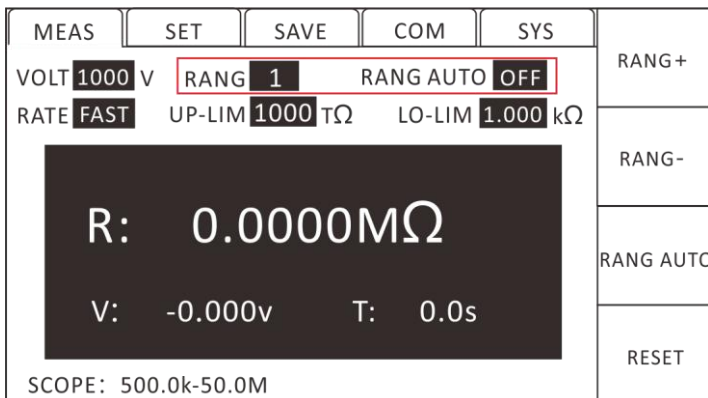 MEAS SET SAVE COM SYS
VOLT 1000 V RANG 1 RANG AUTO OFF
RATE FAST UP-LIM 1000 TΩ LO-LIM 1.000 kΩ
R: 0.0000MΩ
V: -0.000v T: 0.0s
SCOPE: 500.0k-50.0M
RANG+
RANG-
RANG AUTO
RESET